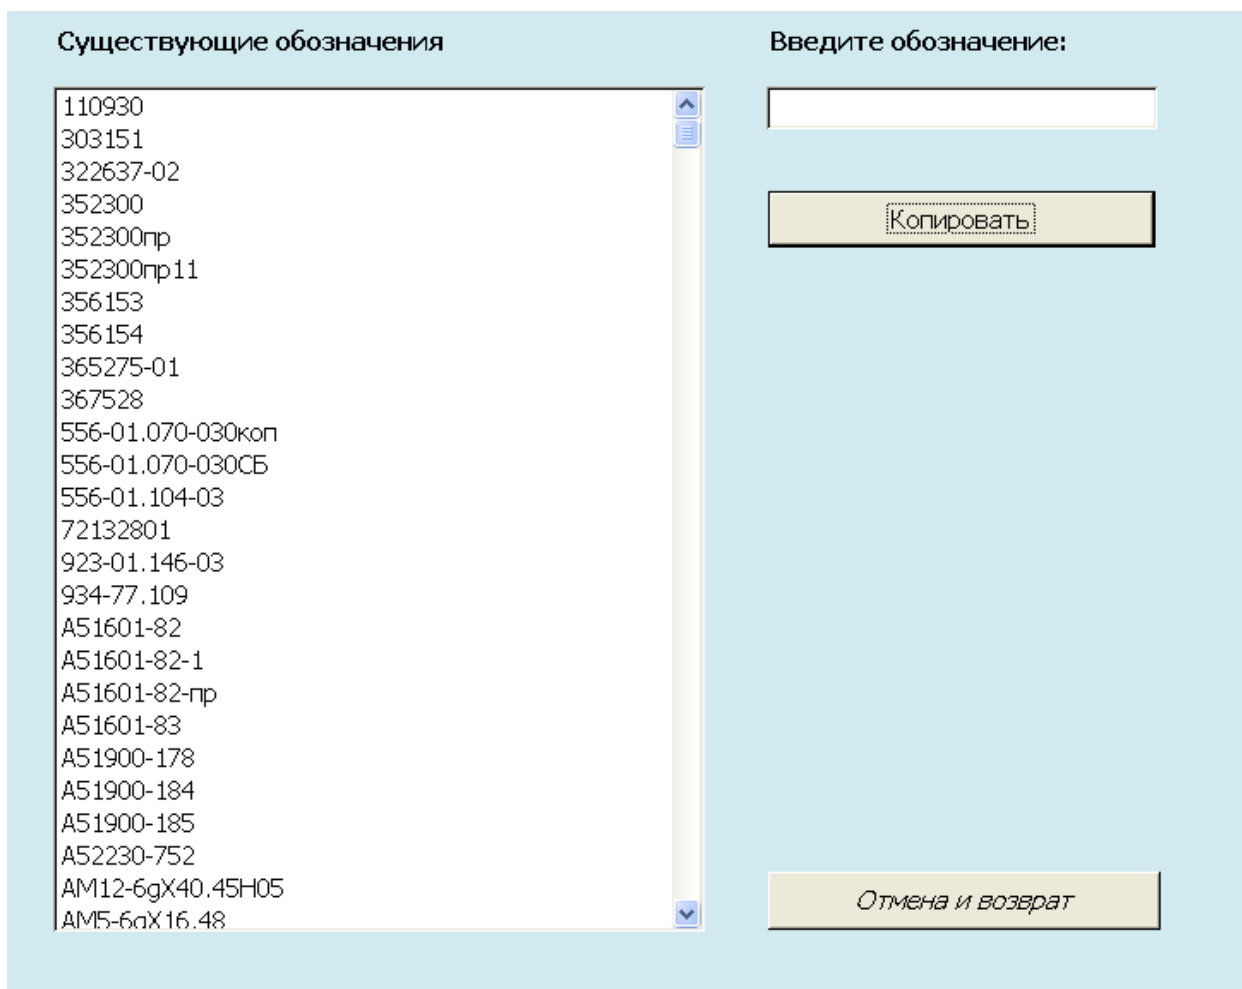 Существующие обозначения
110930
303151
322637-02
352300
352300пр
352300пр11
356153
356154
365275-01
367528
556-01.070-030коп
556-01.070-030СБ
556-01.104-03
72132801
923-01.146-03
934-77.109
А51601-82
А51601-82-1
А51601-82-пр
А51601-83
А51900-178
А51900-184
А51900-185
А52230-752
АМ12-6gX40.45Н05
АМ5-6gX16.48
Введите обозначение:
Копировать
Отмена и возврат